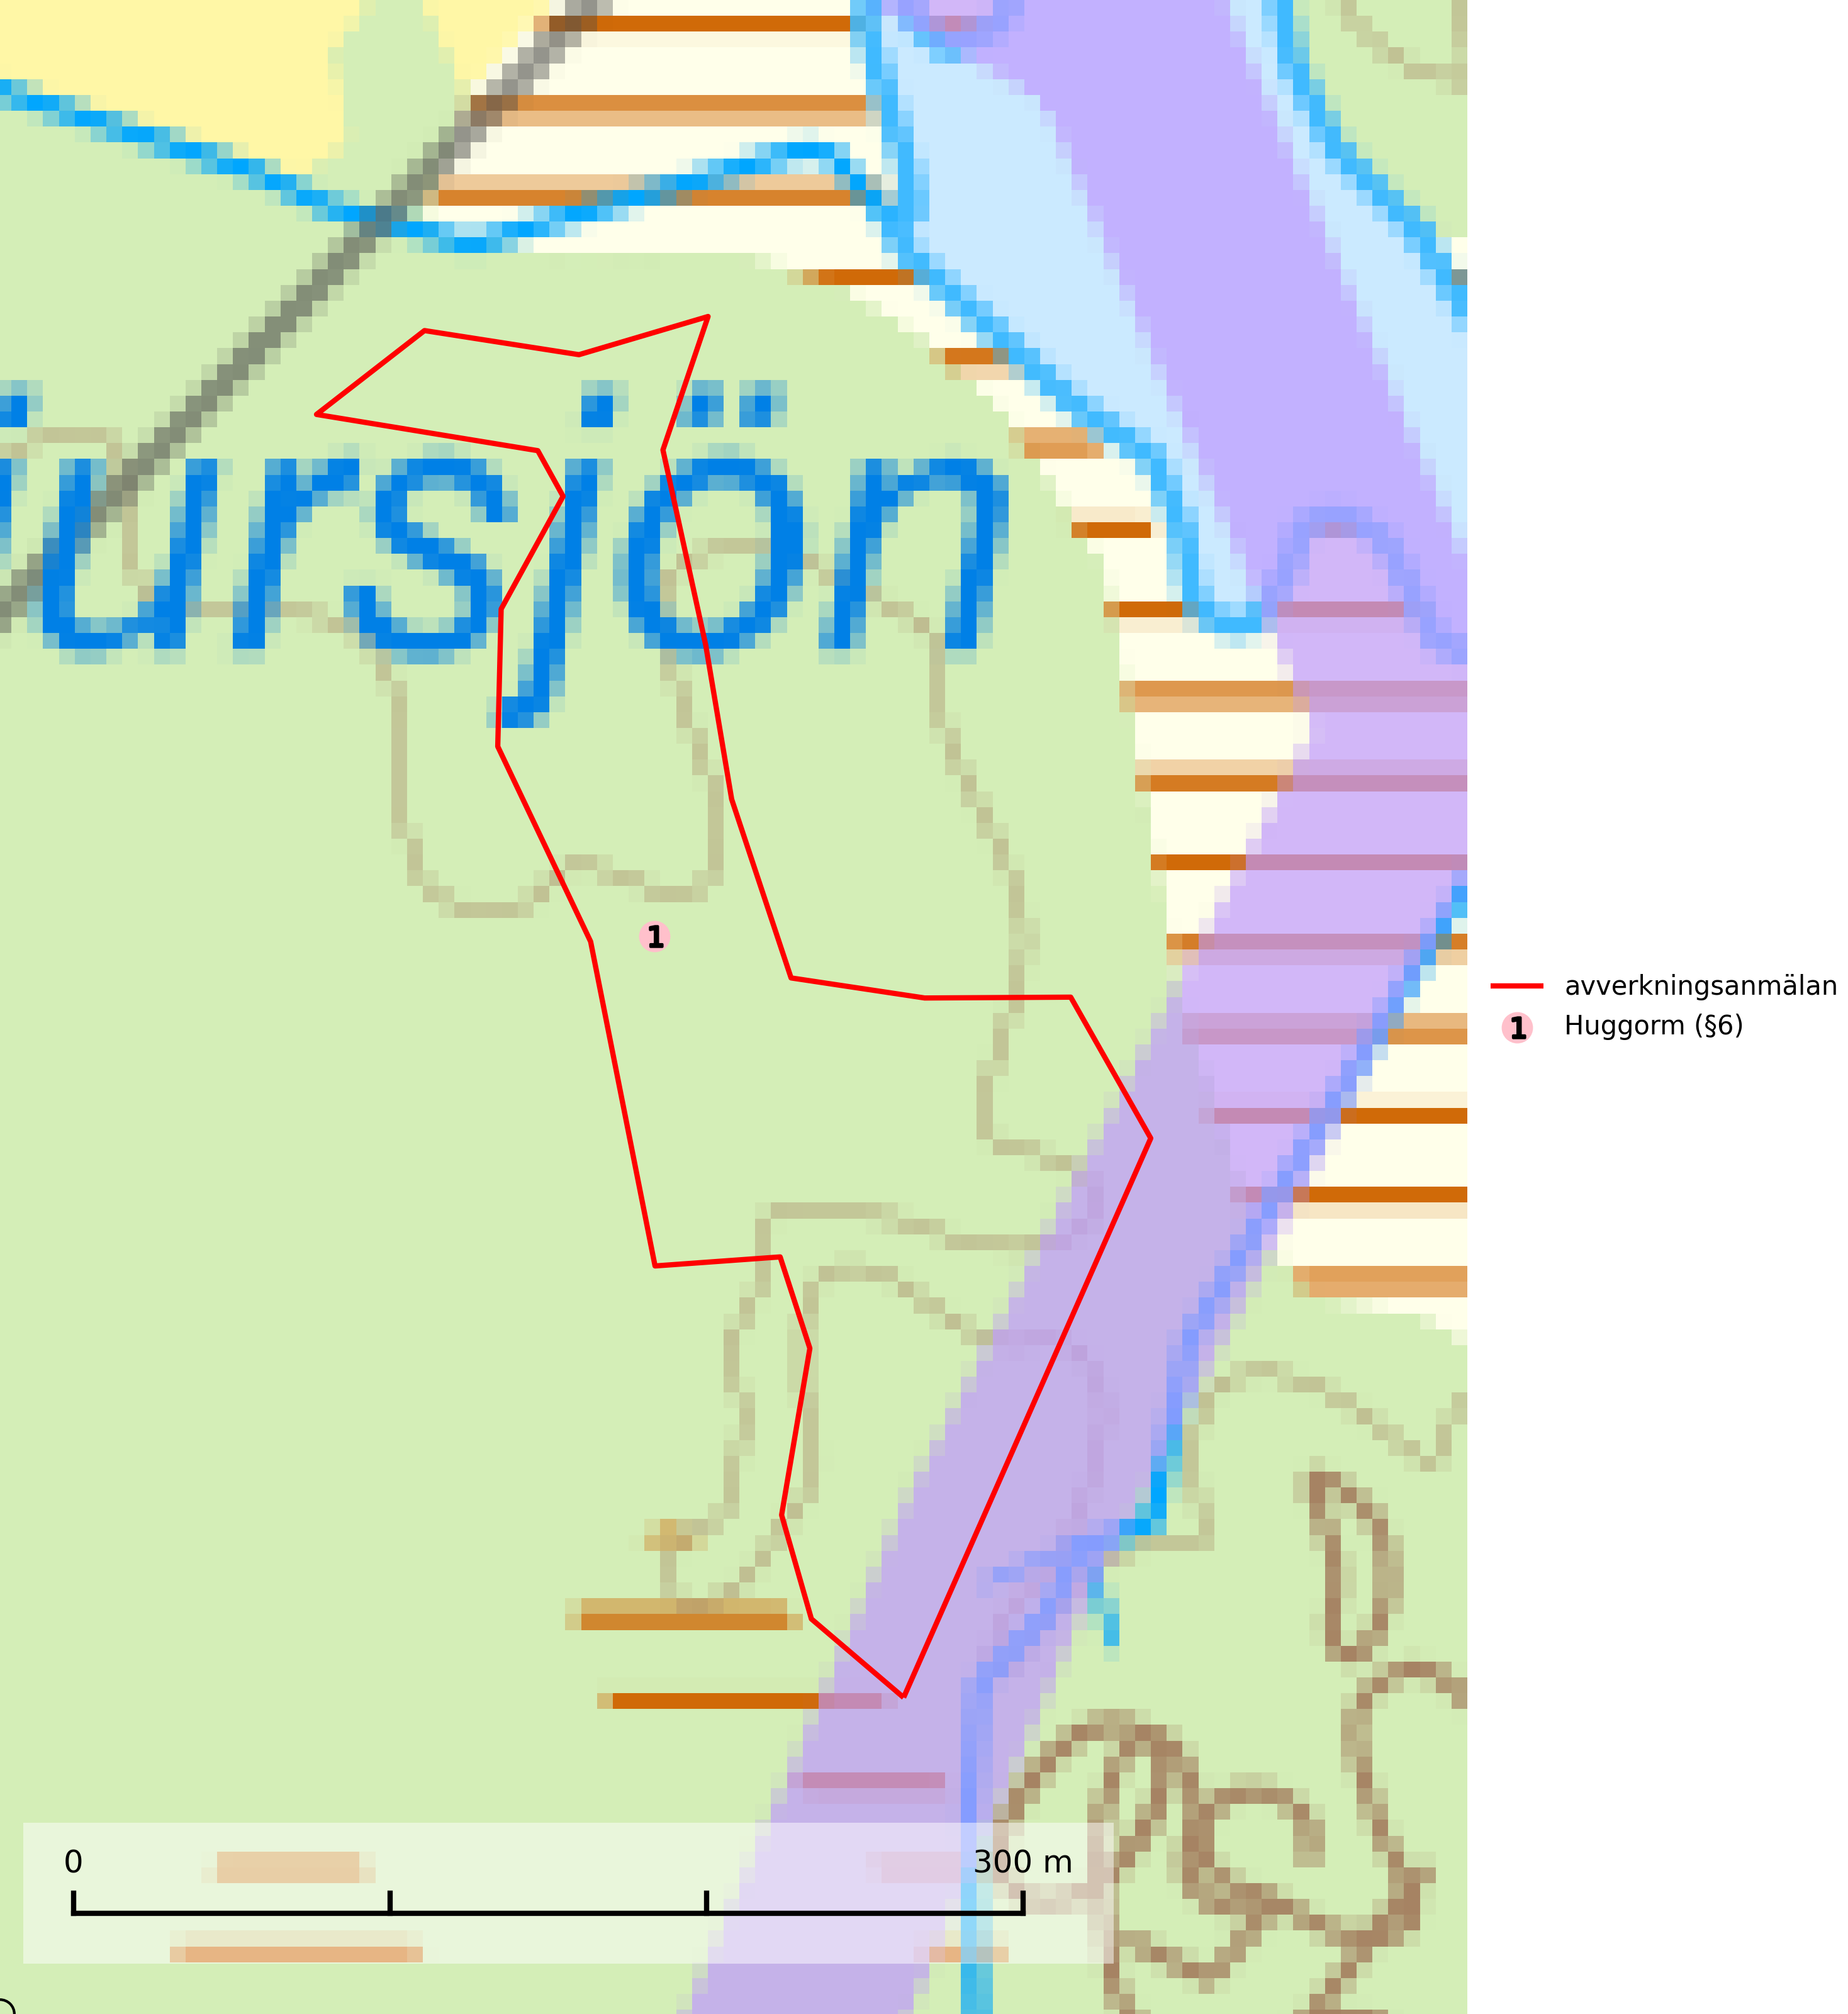 ursjön
1
avverkningsanmälan
1 Huggorm (§6)
0 300 m